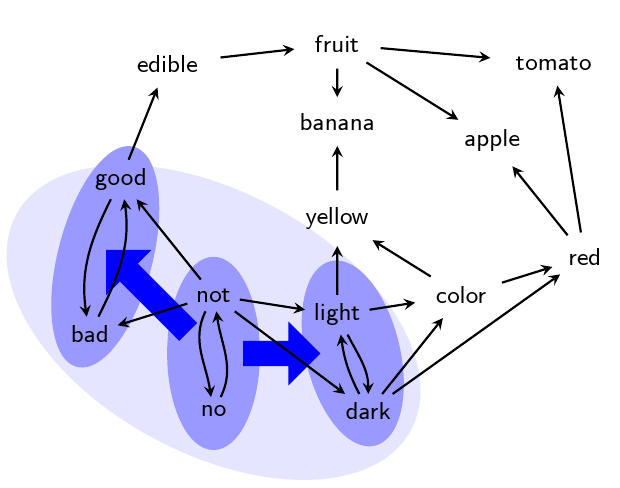 fruit
edible
tomato
banana
apple
good
yellow
red
not
color
light
bad
no
dark